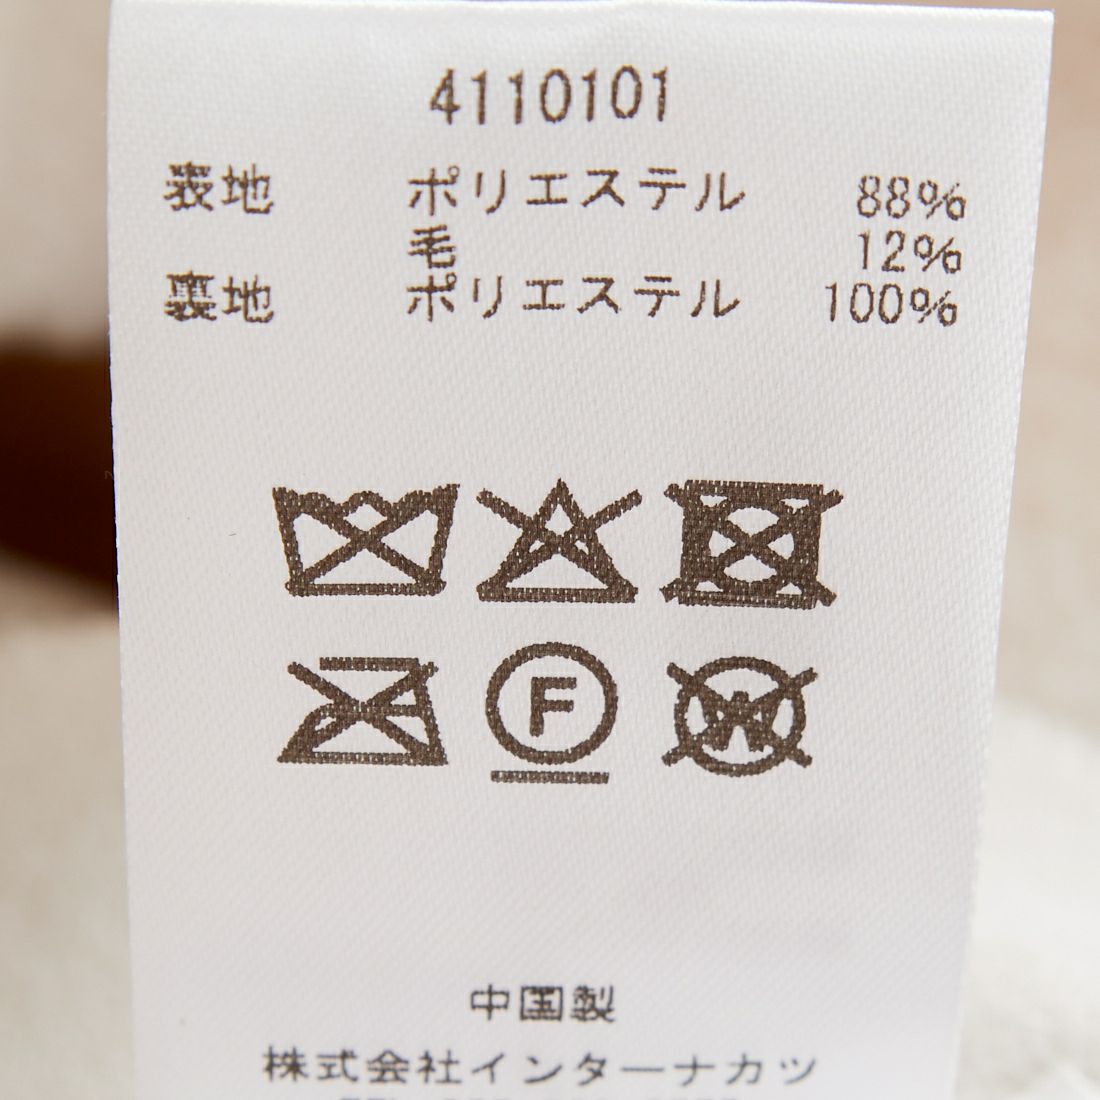 4110101
表地 ポリエステル 88%
毛 12%
裏地 ポリエステル 100%
F
W
中国製
株式会社インターナカツ